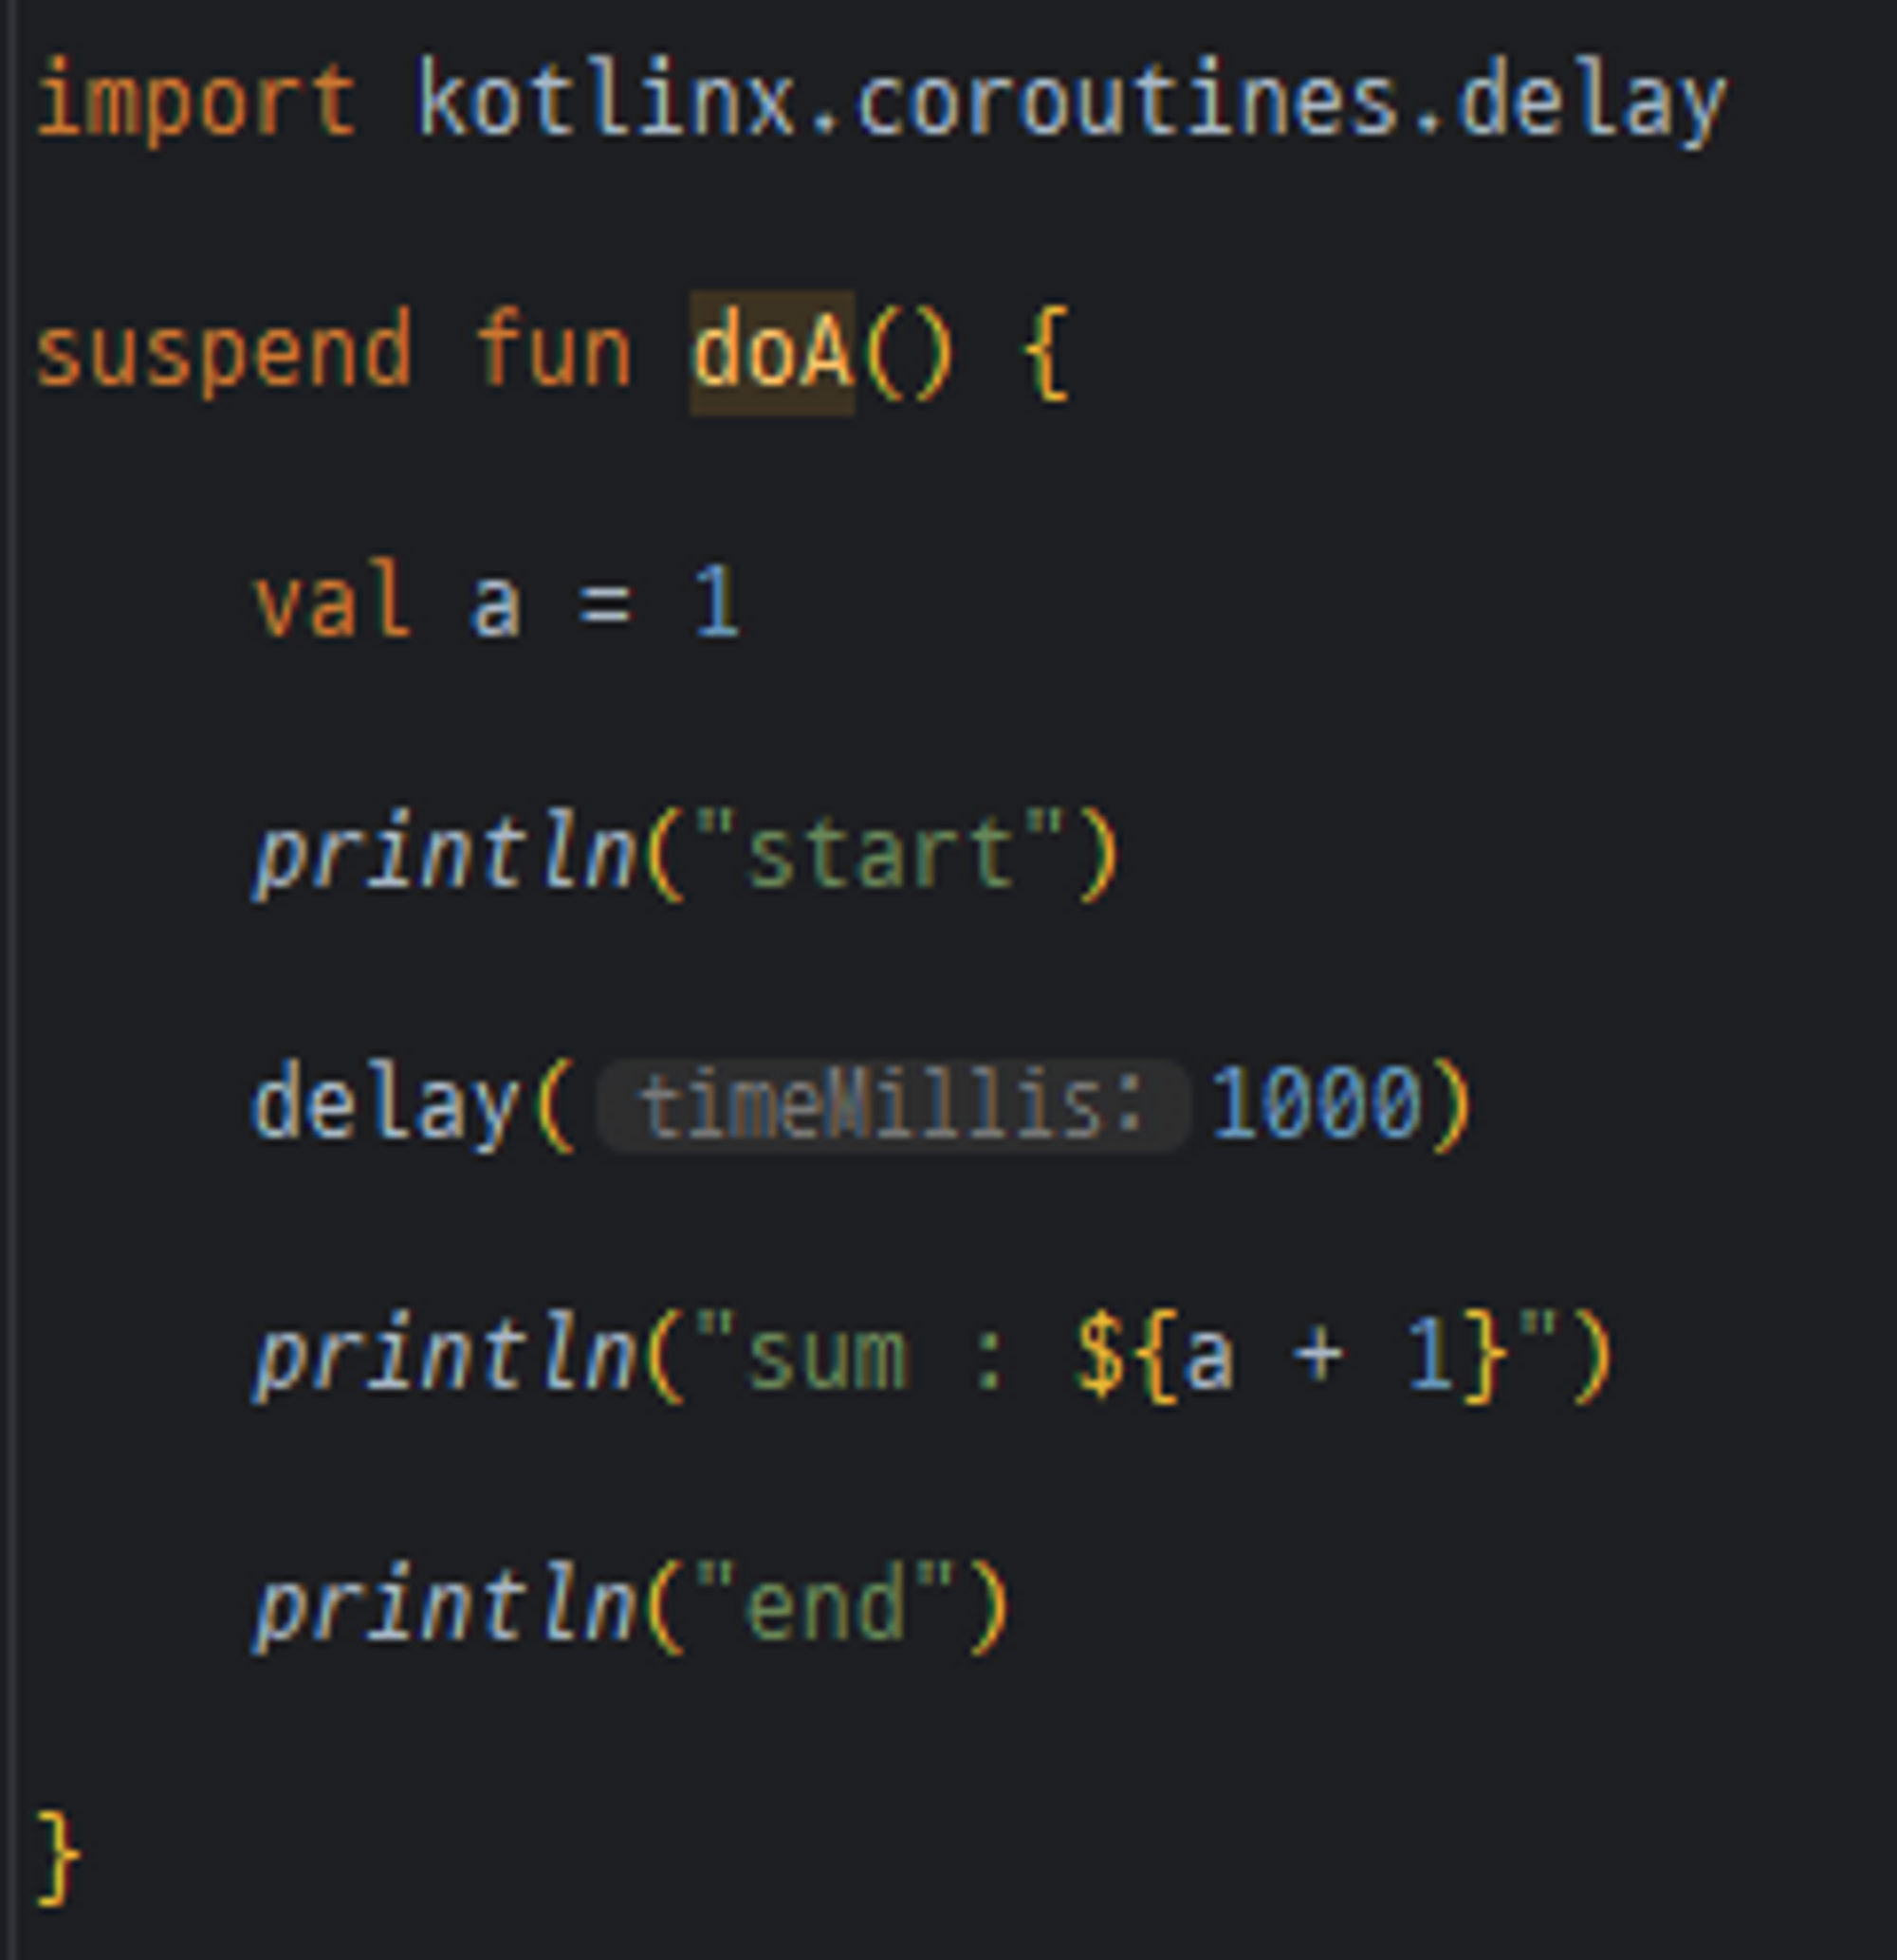 import kotlinx.coroutines.delay
suspend fun doA() {
val a = 1
println("start")
delay( timeMillis: 1000)
println("sum : ${a + 1}")
println("end")
}